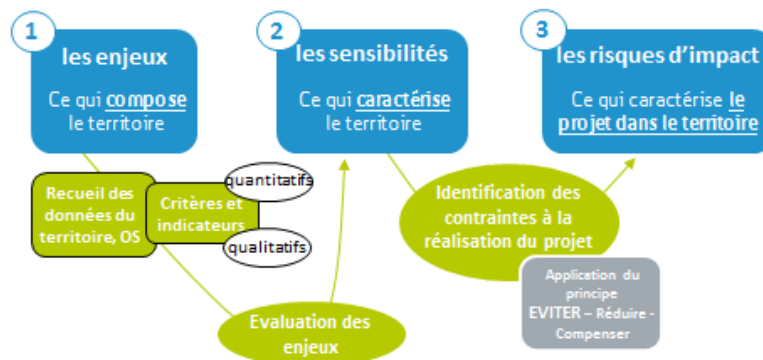 1
les enjeux
Ce qui compose
le territoire
2
les sensibilités
Ce qui caractérise
le territoire
3
les risques d'impact
Ce qui caractérise le
projet dans le territoire
Recueil des
données du
territoire, OS
Critères et
indicateurs
quantitatifs
qualitatifs
Evaluation des
enjeux
Identification des
contraintes à la
réalisation du projet
Application du
principe
EVITER – Réduire -
Compenser